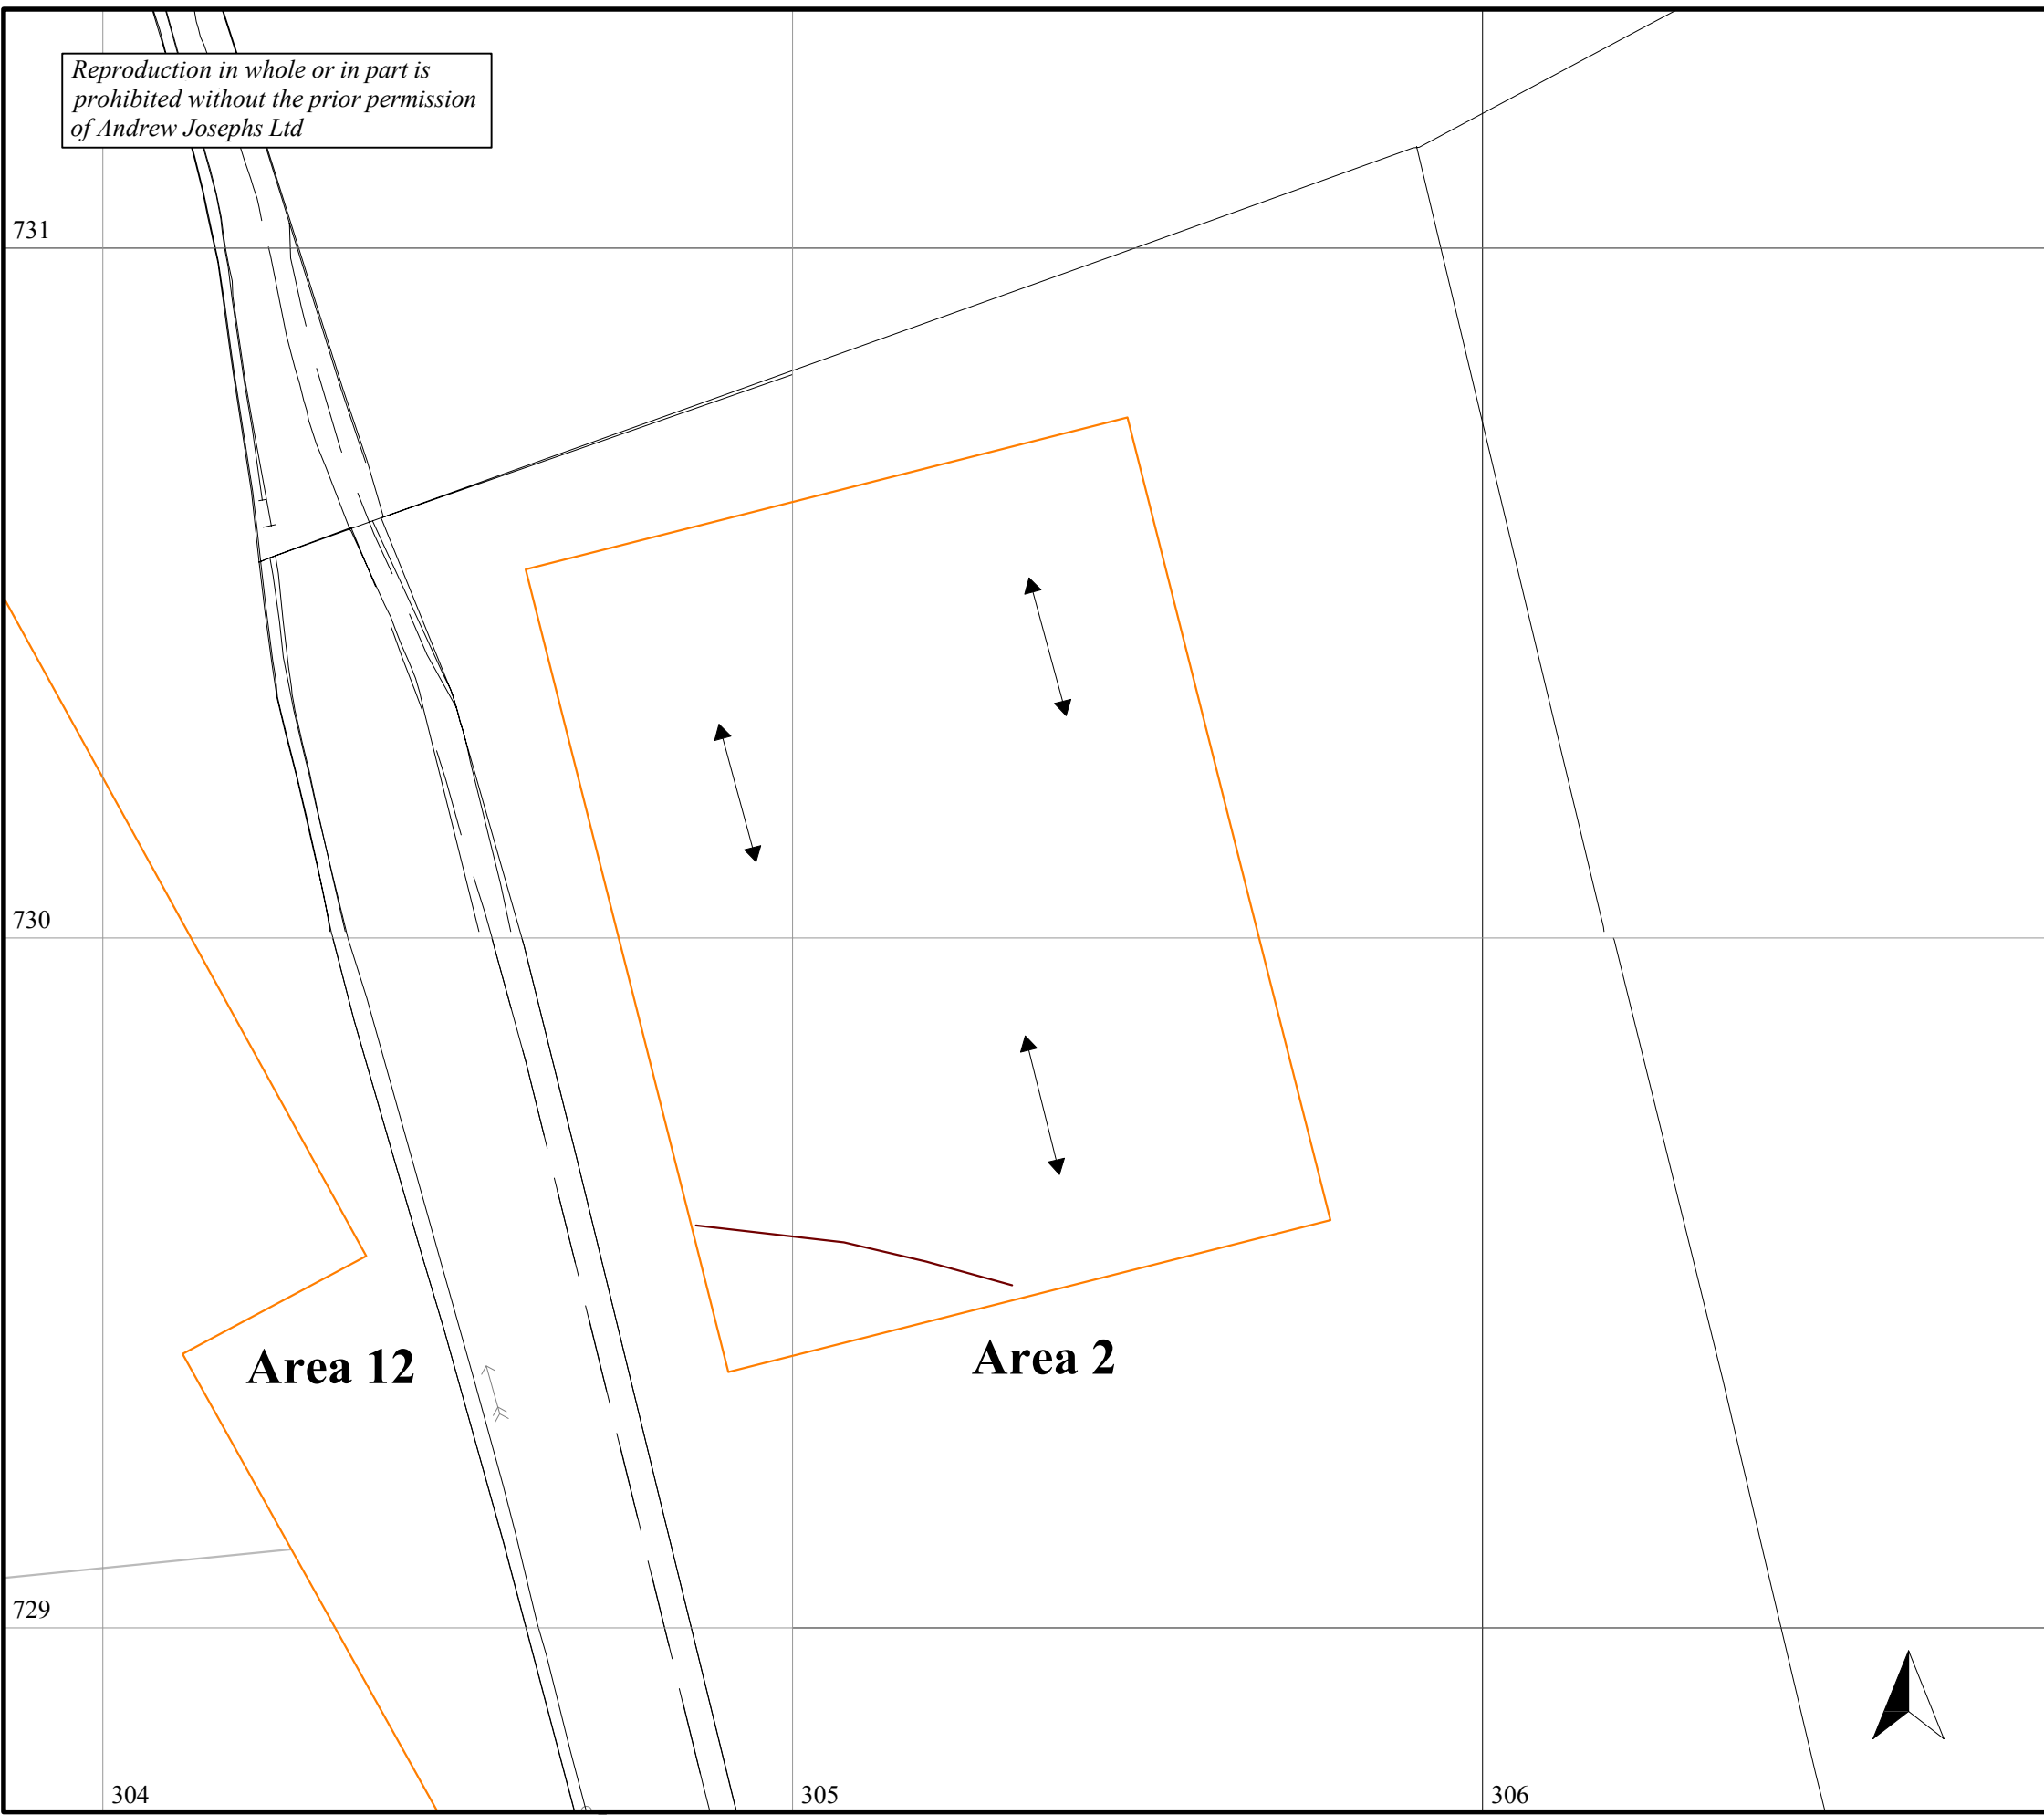 Reproduction in whole or in part is
prohibited without the prior permission
of Andrew Josephs Ltd
731
730
Area 12
Area 2
729
304
305
306